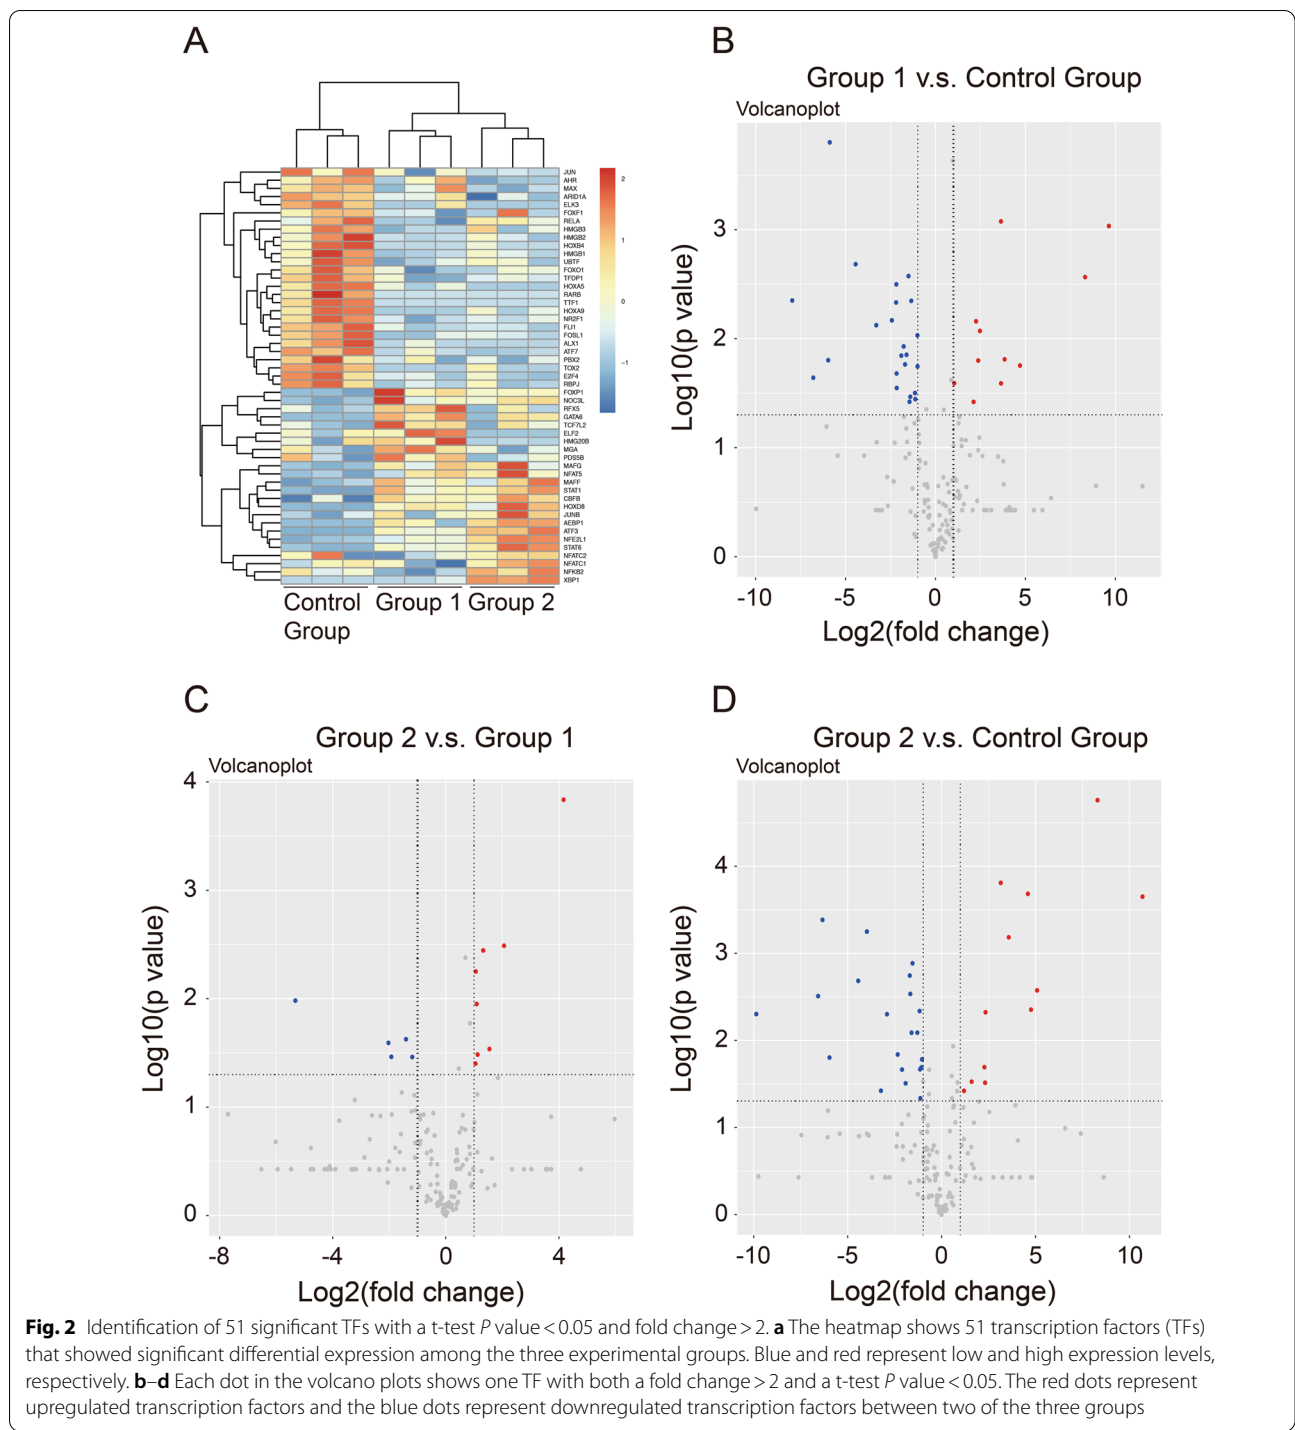 A
JUN
AHR
MAX
ARID1A
ELK3
FOXF1
RELA
HMGB3
HMGB2
HOXB4
HMGB1
UBTF
FOXO1
TFDP1
HOXA5
RARB
TTF1
HOXA9
NR2F1
FLI1
FOSL1
ALX1
ATF7
PBX2
TOX2
E2F4
RBPJ
FOXP1
NOC3L
RFX5
GATA6
TCF7L2
ELF2
HMG20B
MGA
PDS5B
MAFG
NFAT5
MAFF
STAT1
CBFB
HOXD8
JUNB
AEBP1
ATF3
NFE2L1
STAT6
NFATC2
NFATC1
NFKB2
XBP1
2
1
0
−1
Control Group
Group 1
Group 2
B
Group 1 v.s. Control Group
Volcanoplot
Log10(p value)
3
2
1
0
-10 -5 0 5 10
Log2(fold change)
C
Group 2 v.s. Group 1
Volcanoplot
Log10(p value)
4
3
2
1
0
-8 -4 0 4
Log2(fold change)
D
Group 2 v.s. Control Group
Volcanoplot
Log10(p value)
4
3
2
1
0
-10 -5 0 5 10
Log2(fold change)
Fig. 2 Identification of 51 significant TFs with a t-test P value < 0.05 and fold change > 2. a The heatmap shows 51 transcription factors (TFs)
that showed significant differential expression among the three experimental groups. Blue and red represent low and high expression levels,
respectively. b–d Each dot in the volcano plots shows one TF with both a fold change > 2 and a t-test P value < 0.05. The red dots represent
upregulated transcription factors and the blue dots represent downregulated transcription factors between two of the three groups